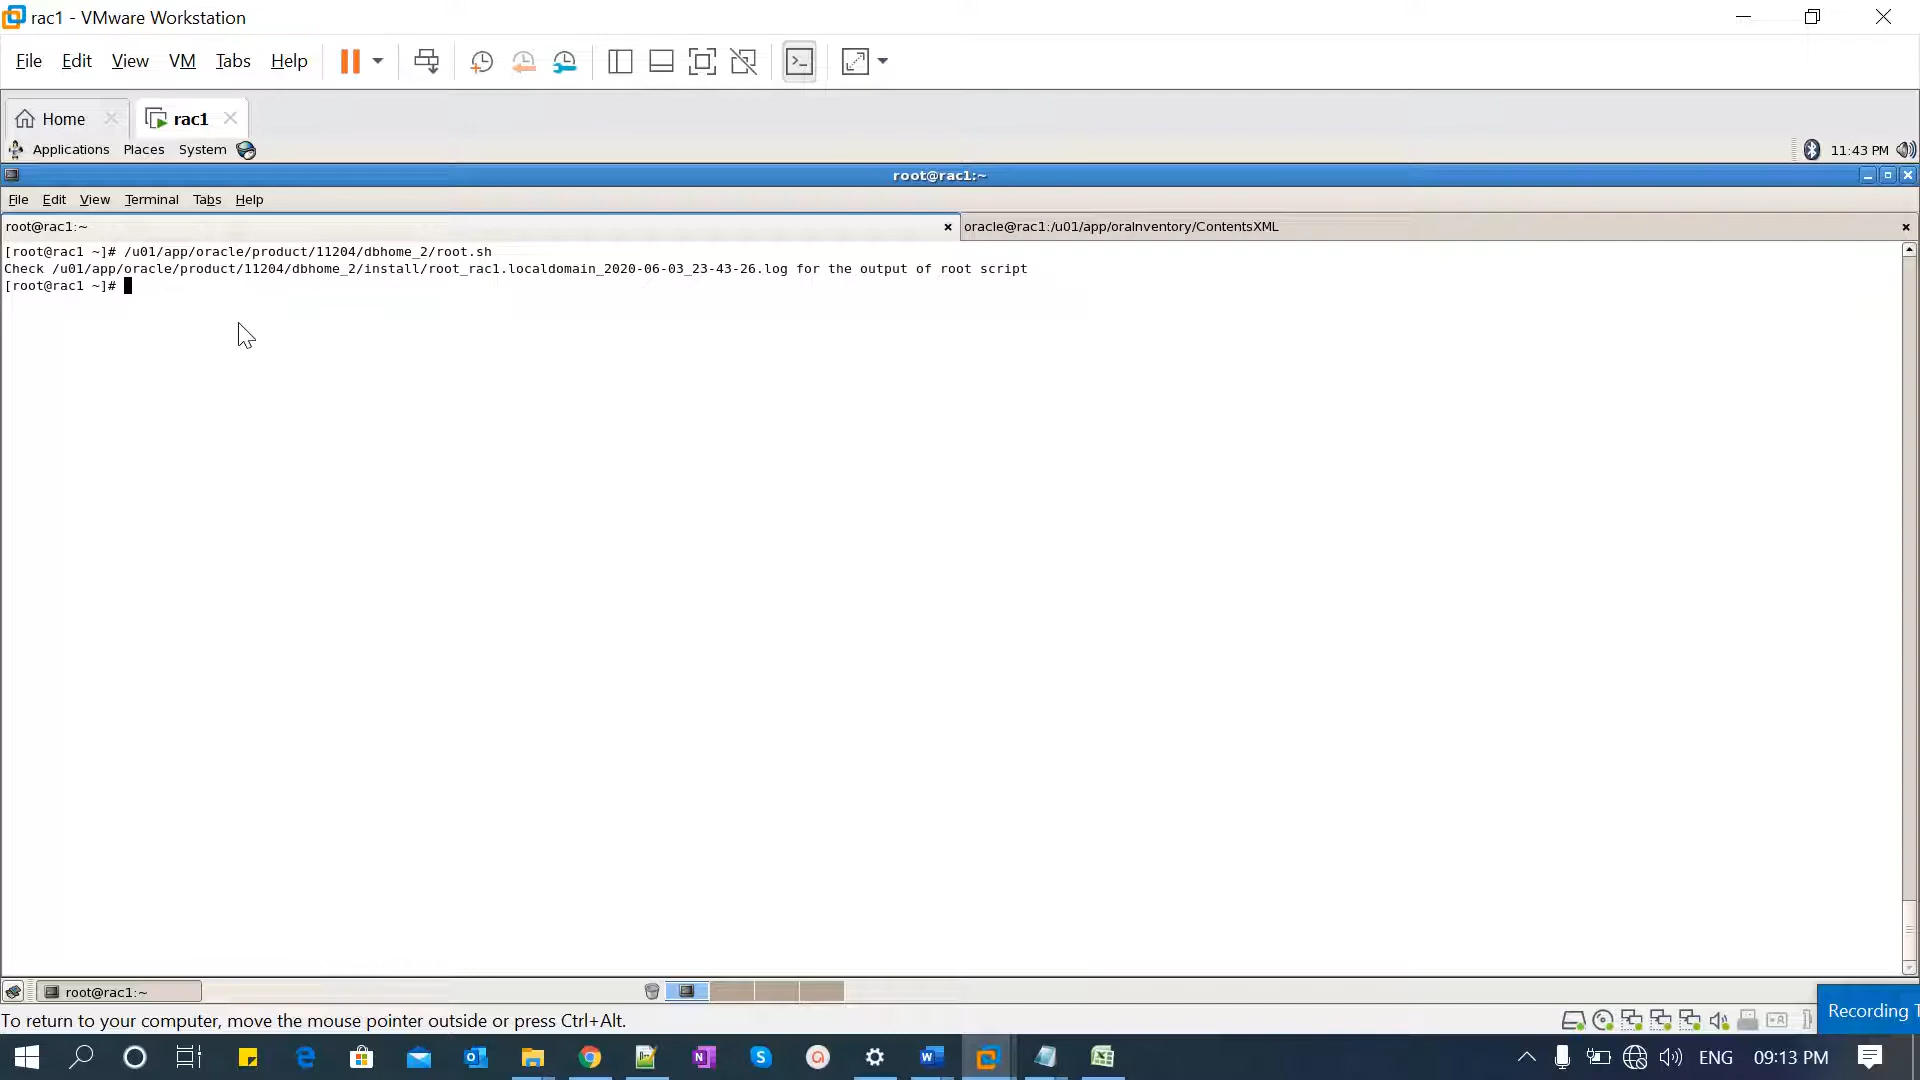 rac1 - VMware Workstation
File Edit View VM Tabs Help
Home rac1
Applications Places System 11:43 PM
root@rac1:~
File Edit View Terminal Tabs Help
root@rac1:~ oracle@rac1:/u01/app/oraInventory/ContentsXML
[root@rac1 ~]# /u01/app/oracle/product/11204/dbhome_2/root.sh
Check /u01/app/oracle/product/11204/dbhome_2/install/root_rac1.localdomain_2020-06-03_23-43-26.log for the output of root script
[root@rac1 ~]#
root@rac1:~
Recording T
To return to your computer, move the mouse pointer outside or press Ctrl+Alt.
ENG 09:13 PM